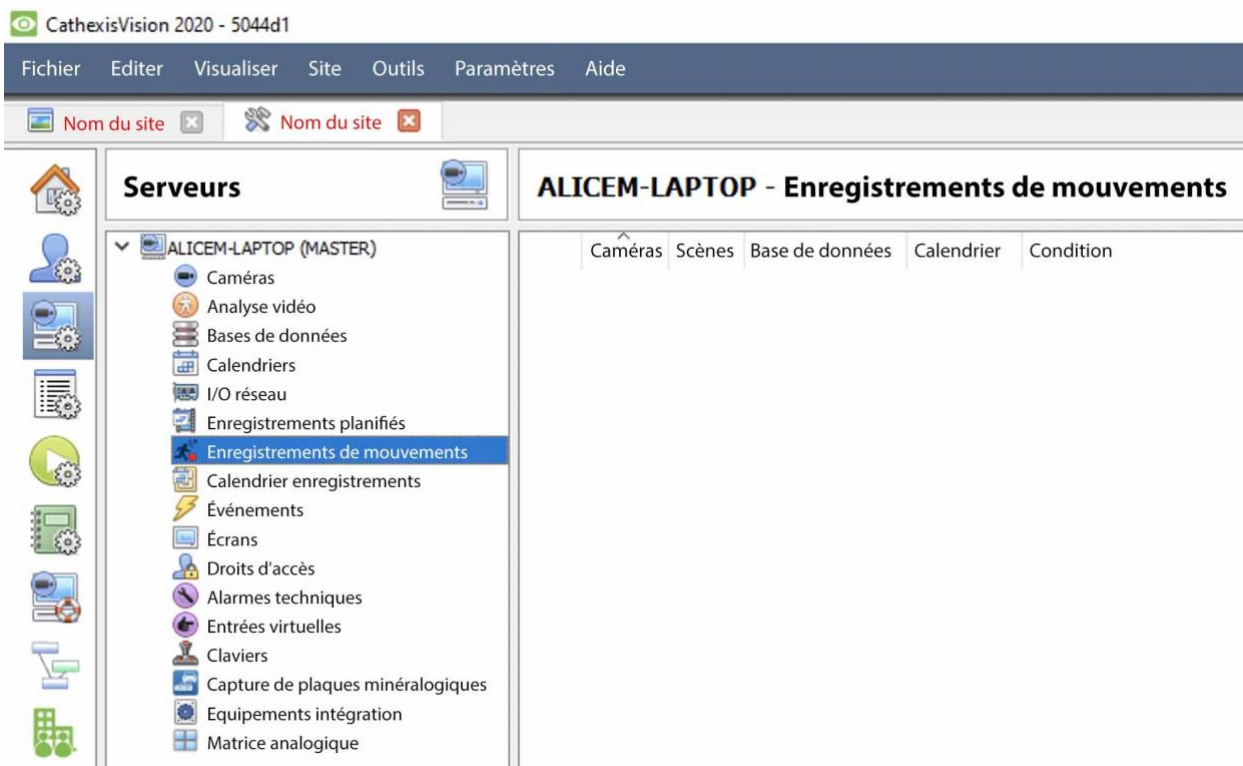 CathexisVision 2020 - 5044d1
Fichier Editer Visualiser Site Outils Paramètres Aide
Nom du site Nom du site
Serveurs
ALICEM-LAPTOP - Enregistrements de mouvements
ALICEM-LAPTOP (MASTER)
Caméras
Analyse vidéo
Bases de données
Calendriers
I/O réseau
Enregistrements planifiés
Enregistrements de mouvements
Calendrier enregistrements
Événements
Écrans
Droits d'accès
Alarmes techniques
Entrées virtuelles
Claviers
Capture de plaques minéralogiques
Equipements intégration
Matrice analogique
Caméras Scènes Base de données Calendrier Condition